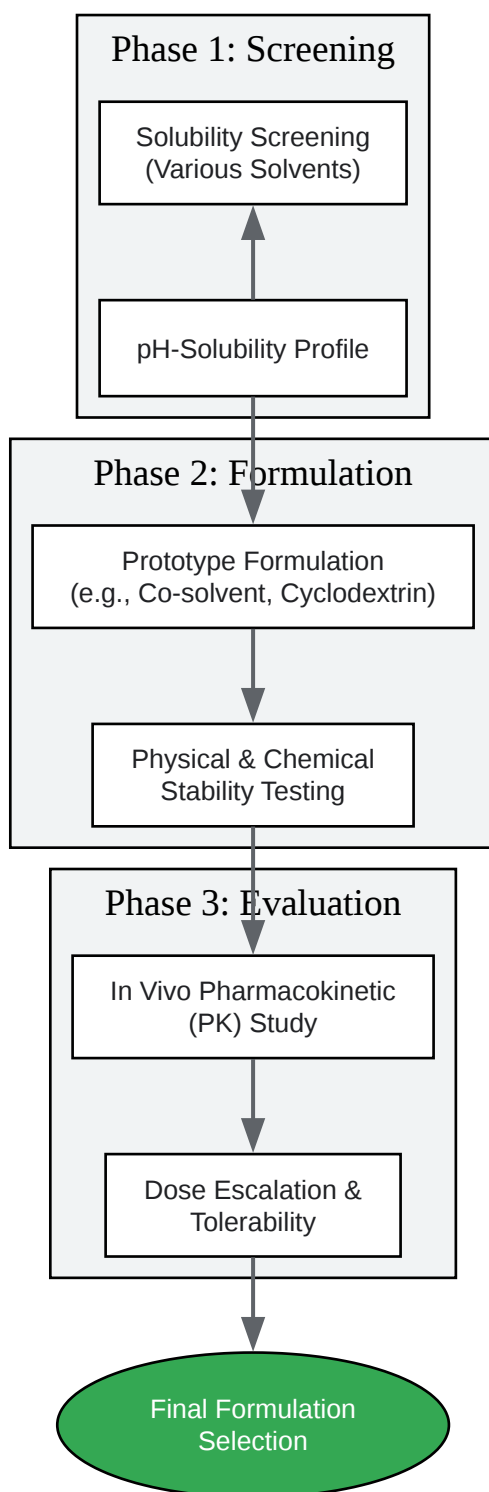 Phase 1: Screening
Solubility Screening
(Various Solvents)
pH-Solubility Profile
Phase 2: Formulation
Prototype Formulation
(e.g., Co-solvent, Cyclodextrin)
Physical & Chemical
Stability Testing
Phase 3: Evaluation
In Vivo Pharmacokinetic
(PK) Study
Dose Escalation &
Tolerability
Final Formulation
Selection